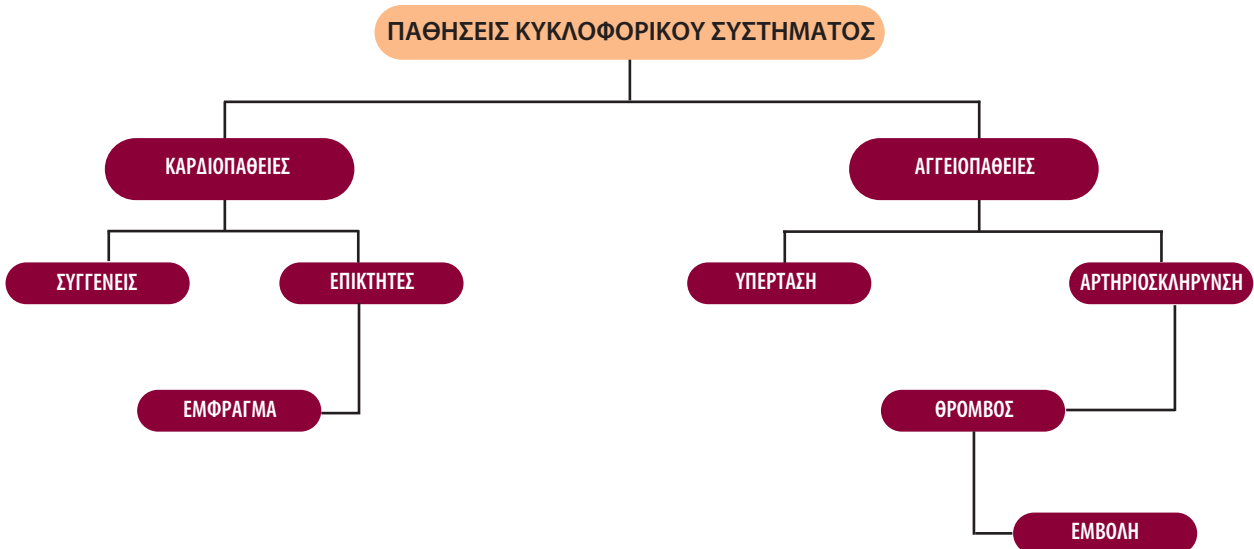 ΠΑΘΗΣΕΙΣ ΚΥΚΛΟΦΟΡΙΚΟΥ ΣΥΣΤΗΜΑΤΟΣ
ΚΑΡΔΙΟΠΑΘΕΙΕΣ
ΑΓΓΕΙΟΠΑΘΕΙΕΣ
ΣΥΓΓΕΝΕΙΣ
ΕΠΙΚΤΗΤΕΣ
ΥΠΕΡΤΑΣΗ
ΑΡΤΗΡΙΟΣΚΛΗΡΥΝΣΗ
ΕΜΦΡΑΓΜΑ
ΘΡΟΜΒΟΣ
ΕΜΒΟΛΗ